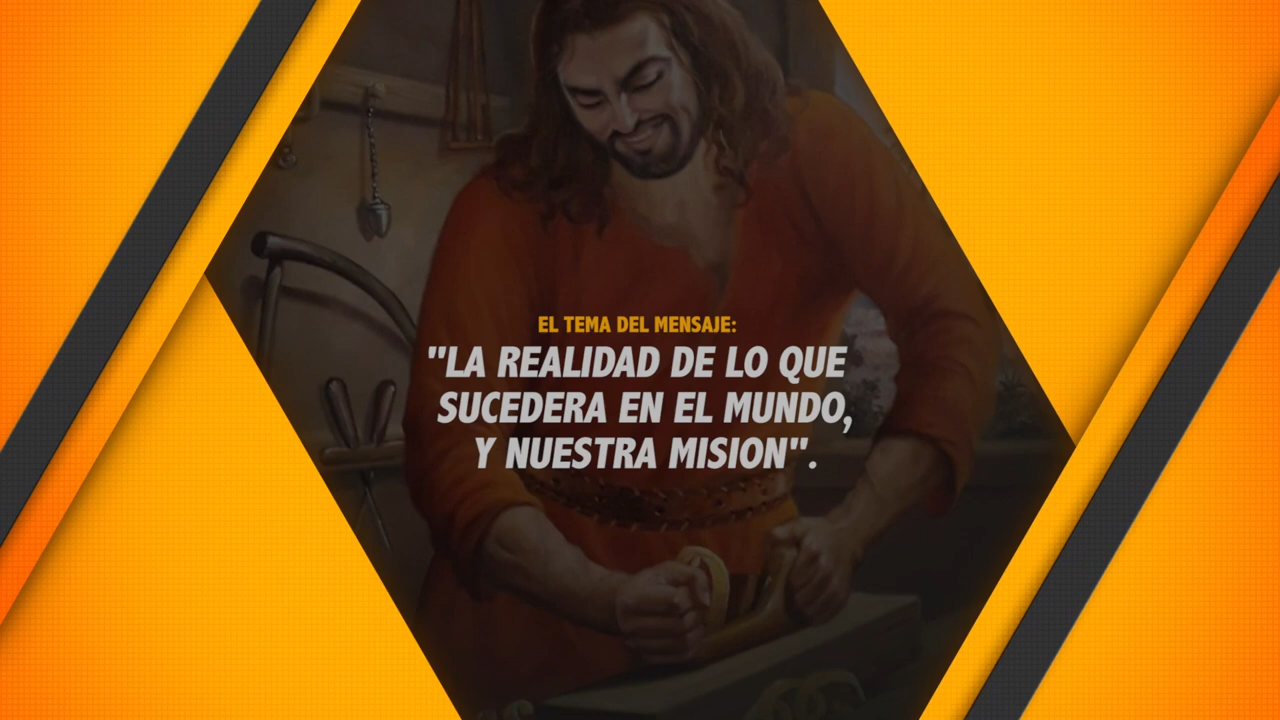 EL TEMA DEL MENSAJE:
"LA REALIDAD DE LO QUE
SUCEDERA EN EL MUNDO,
Y NUESTRA MISION".